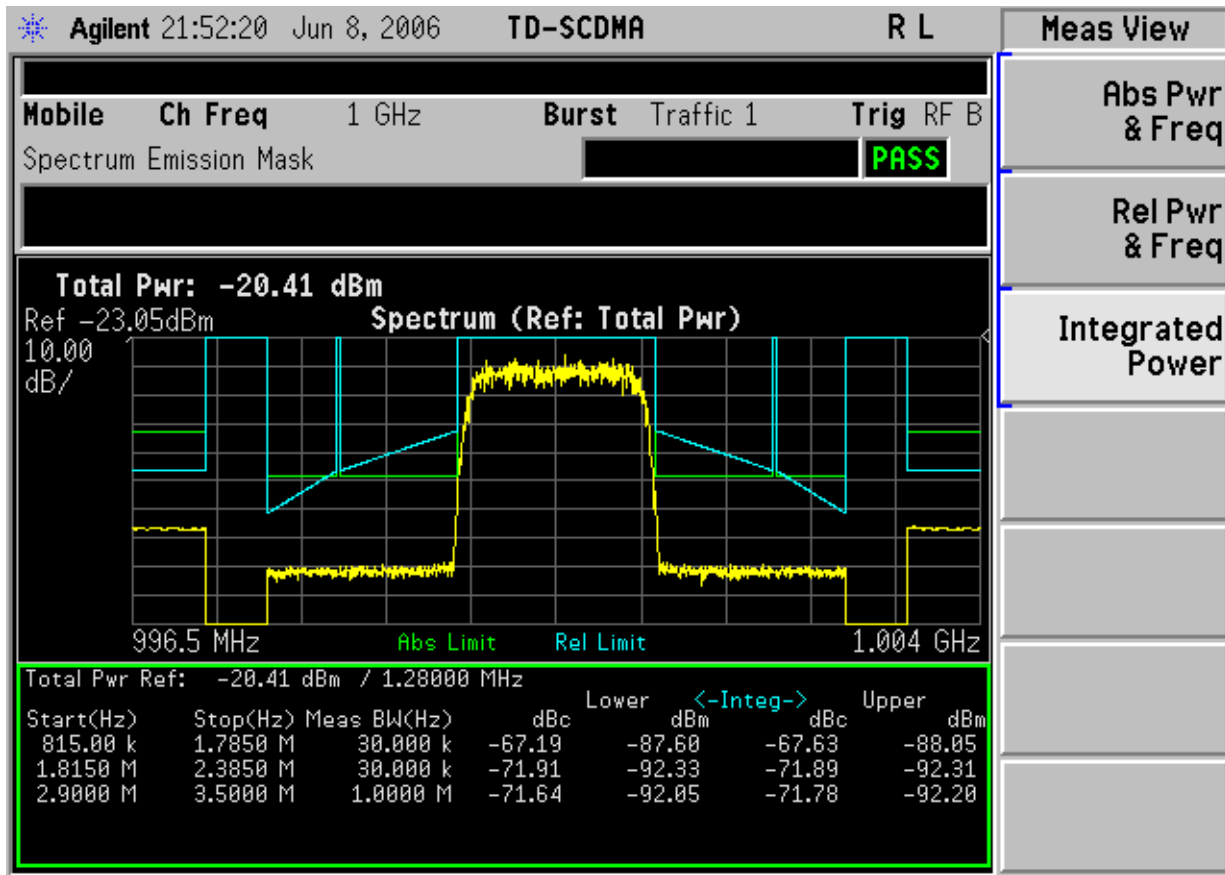 Agilent 21:52:20 Jun 8, 2006 TD-SCDMA R L
Meas View
Mobile Ch Freq 1 GHz Burst Traffic 1 Trig RF B
Spectrum Emission Mask PASS
Abs Pwr
& Freq
Rel Pwr
& Freq
Integrated
Power
Total Pwr: -20.41 dBm
Ref -23.05dBm Spectrum (Ref: Total Pwr)
10.00
dB/
996.5 MHz Abs Limit Rel Limit 1.004 GHz
Total Pwr Ref: -20.41 dBm / 1.28000 MHz
Lower <-Integ-> Upper
Start(Hz) Stop(Hz) Meas BW(Hz) dBc dBm dBc dBm
815.00 k 1.7850 M 30.000 k -67.19 -87.60 -67.63 -88.05
1.8150 M 2.3850 M 30.000 k -71.91 -92.33 -71.89 -92.31
2.9000 M 3.5000 M 1.0000 M -71.64 -92.05 -71.78 -92.20